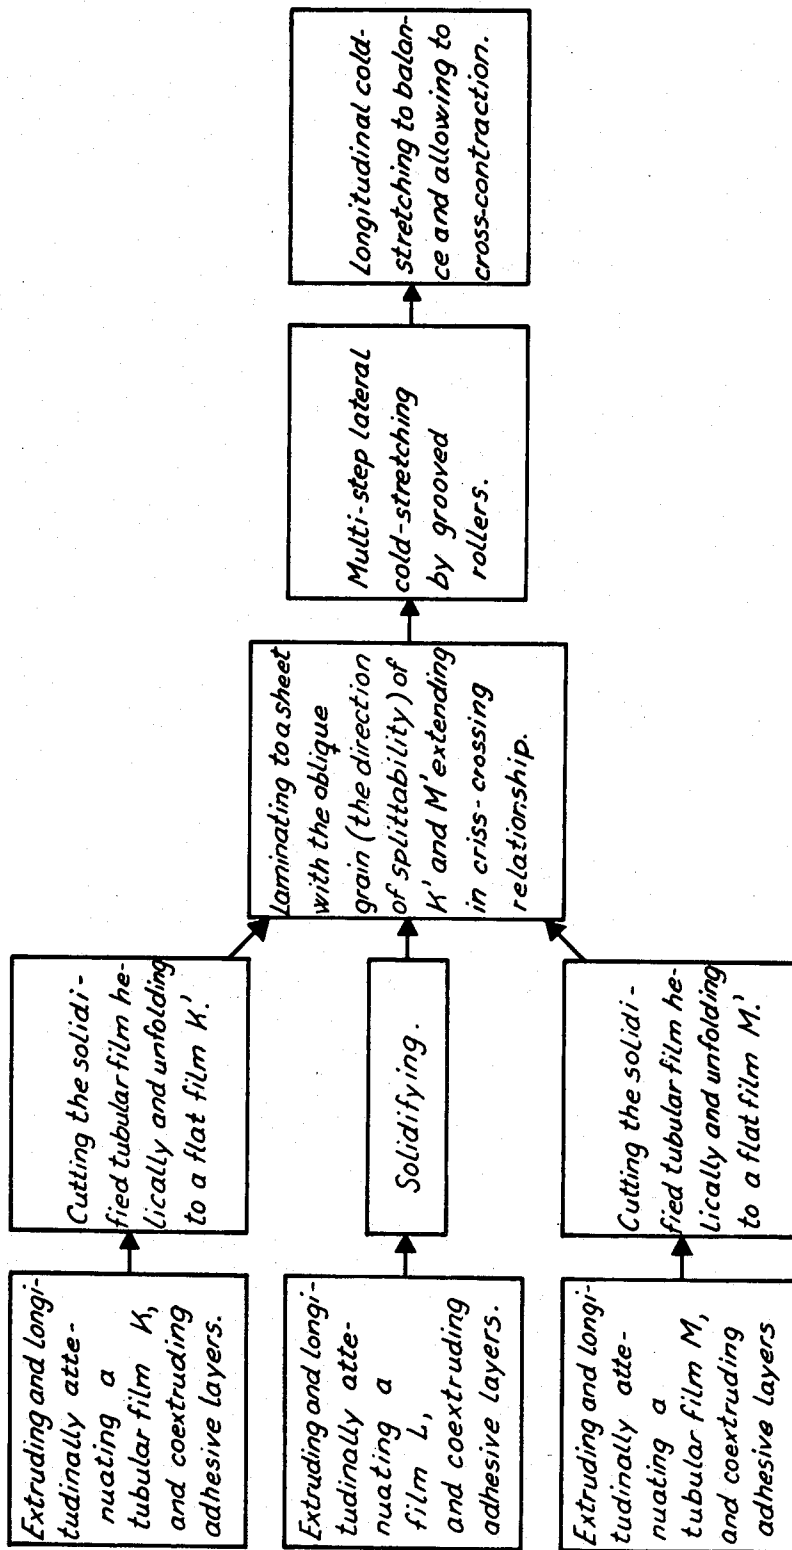 Extruding and longi-
tudinally atte-
nuating a
tubular film K,
and coextruding
adhesive layers.
Cutting the solidi-
fied tubular film he-
lically and unfolding
to a flat film K'.
Extruding and longi-
tudinally atte-
nuating a
film L,
and coextruding
adhesive layers.
Solidifying.
Extruding and longi-
tudinally atte-
nuating a
tubular film M,
and coextruding
adhesive layers
Cutting the solidi-
fied tubular film he-
lically and unfolding
to a flat film M'.
Laminating to a sheet
with the oblique
grain (the direction
of splittability) of
K' and M' extending
in criss-crossing
relationship.
Multi-step lateral
cold-stretching
by grooved
rollers.
Longitudinal cold-
stretching to balan-
ce and allowing to
cross-contraction.